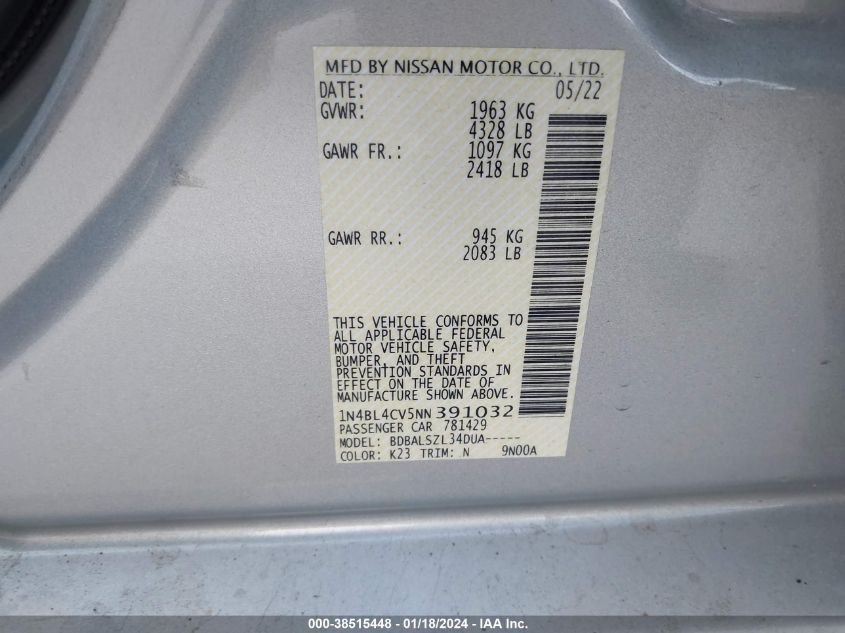 MFD BY NISSAN MOTOR CO., LTD.
DATE: 05/22
GVWR: 1963 KG
4328 LB
GAWR FR.: 1097 KG
2418 LB
GAWR RR.: 945 KG
2083 LB
THIS VEHICLE CONFORMS TO
ALL APPLICABLE FEDERAL
MOTOR VEHICLE SAFETY,
BUMPER, AND THEFT
PREVENTION STANDARDS IN
EFFECT ON THE DATE OF
MANUFACTURE SHOWN ABOVE.
1N4BL4CV5NN391032
PASSENGER CAR 781429
MODEL: BDBALSZL34DUA-----
COLOR: K23 TRIM: N 9N00A
000-38515448 - 01/18/2024 - IAA Inc.